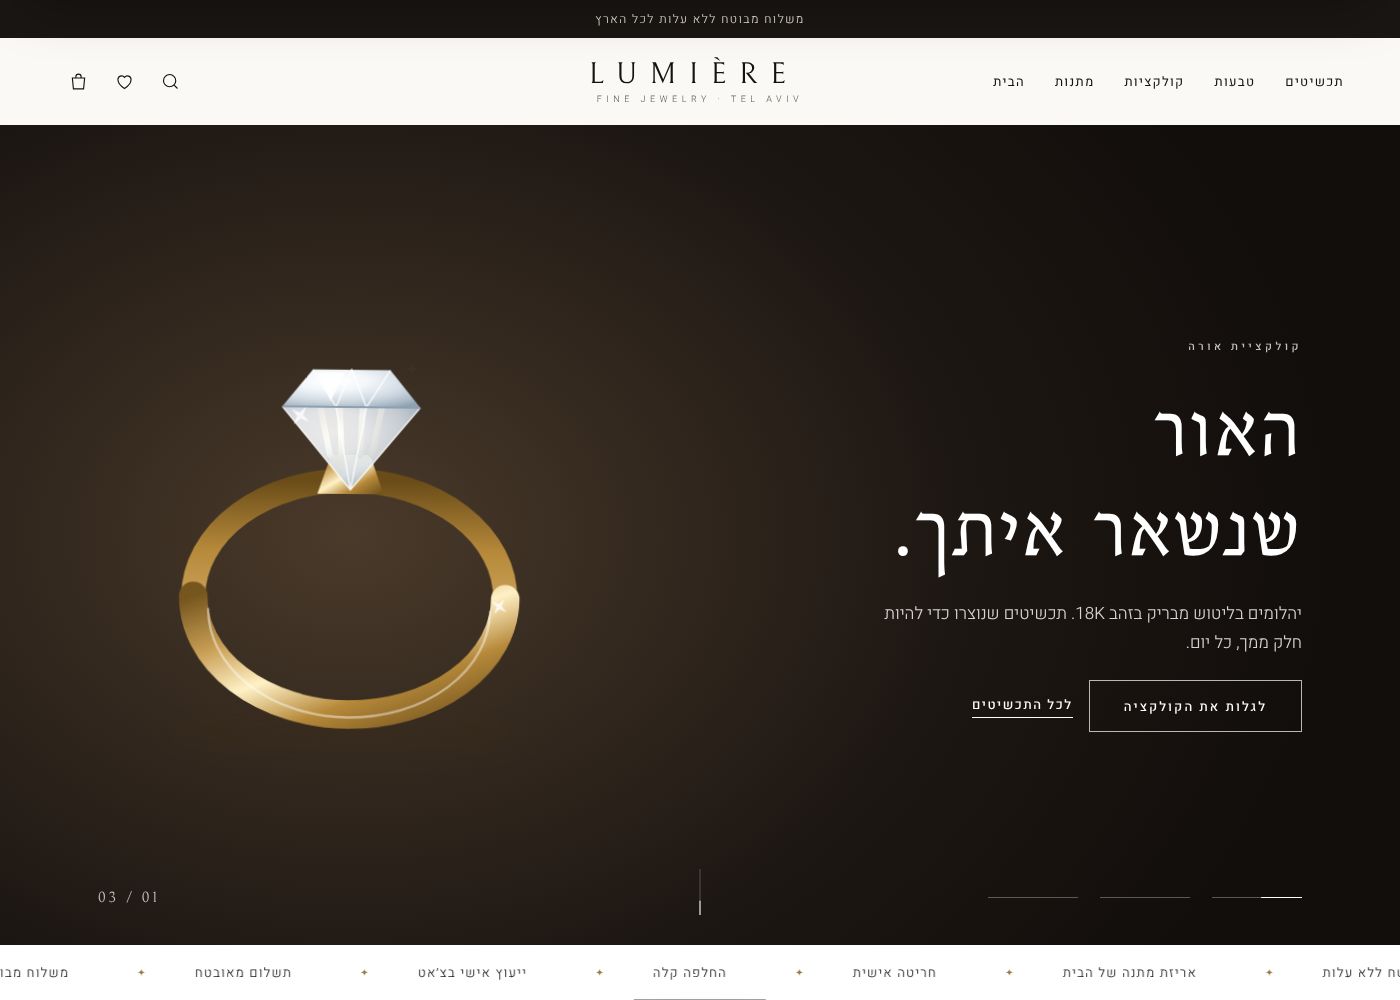 משלוח מבוטח ללא עלות לכל הארץ
תכשיטים
טבעות
קולקציות
מתנות
הבית
LUMIÈRE
FINE JEWELRY · TEL AVIV
קולקציית אורה
האור
שנשאר איתך.
יהלומים בליטוש מבריק בזהב 18K. תכשיטים שנוצרו כדי להיות
חלק ממך, כל יום.
לגלות את הקולקציה
לכל התכשיטים
03 / 01
ללא עלות ✦ אריזת מתנה של הבית ✦ חריטה אישית ✦ החלפה קלה ✦ ייעוץ אישי בצ׳אט ✦ תשלום מאובטח ✦ משלוח